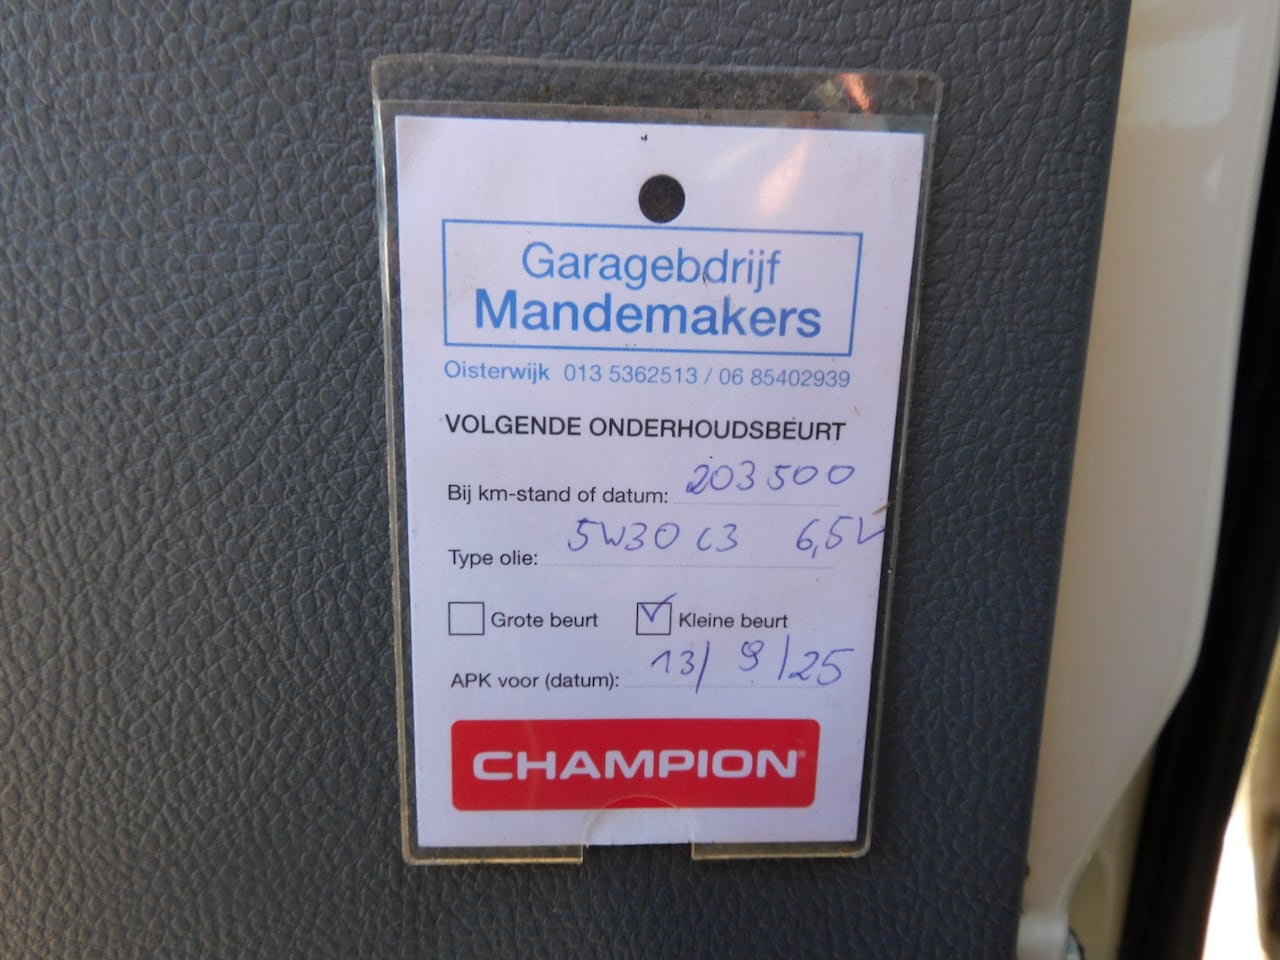 Garagebdrijf
Mandemakers
Oisterwijk 013 5362513 / 06 85402939
VOLGENDE ONDERHOUDSBEURT
Bij km-stand of datum: 203500
Type olie: 5W30 C3 6,5L
Grote beurt Kleine beurt
APK voor (datum): 13/9/25
CHAMPION®